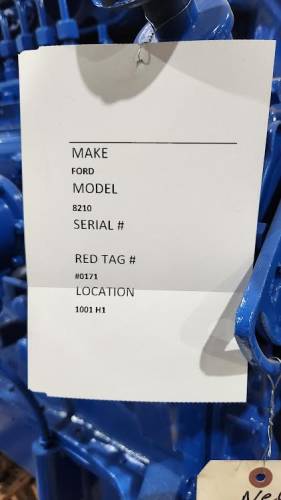 MAKE
FORD
MODEL
8210
SERIAL #
RED TAG #
#0171
LOCATION
1001 H1